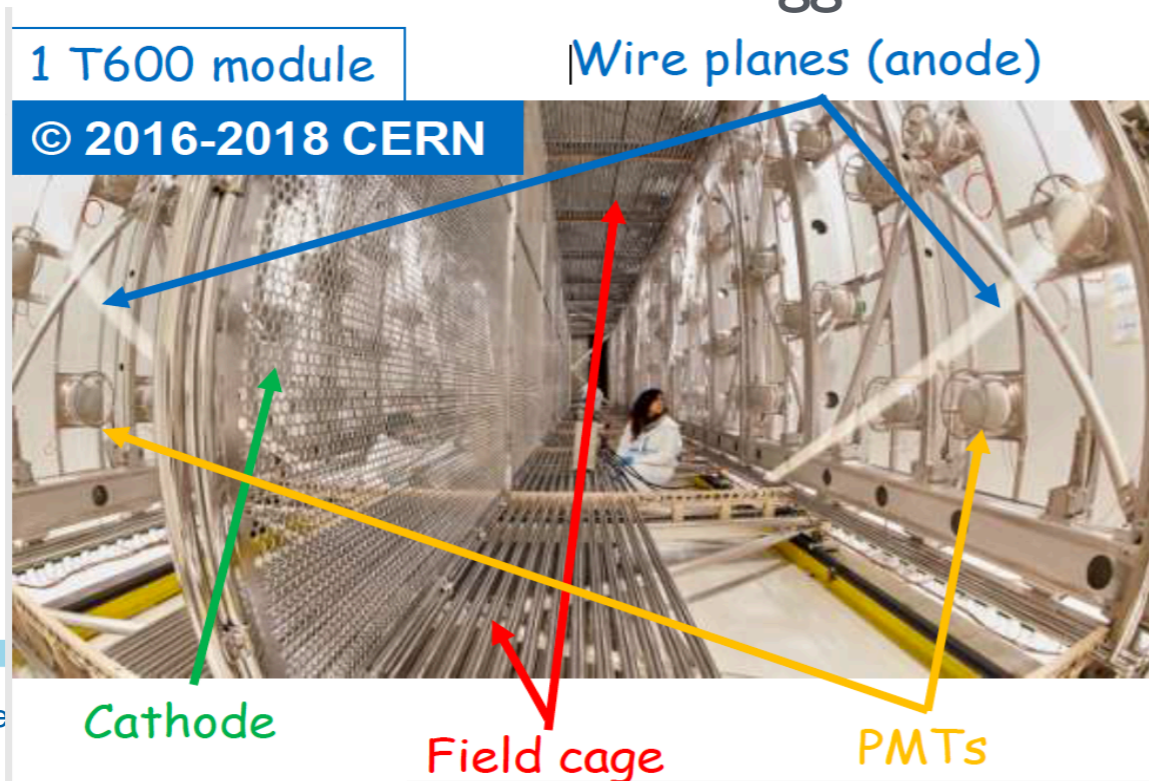 1 T600 module
Wire planes (anode)
© 2016-2018 CERN
Cathode
Field cage
PMTs